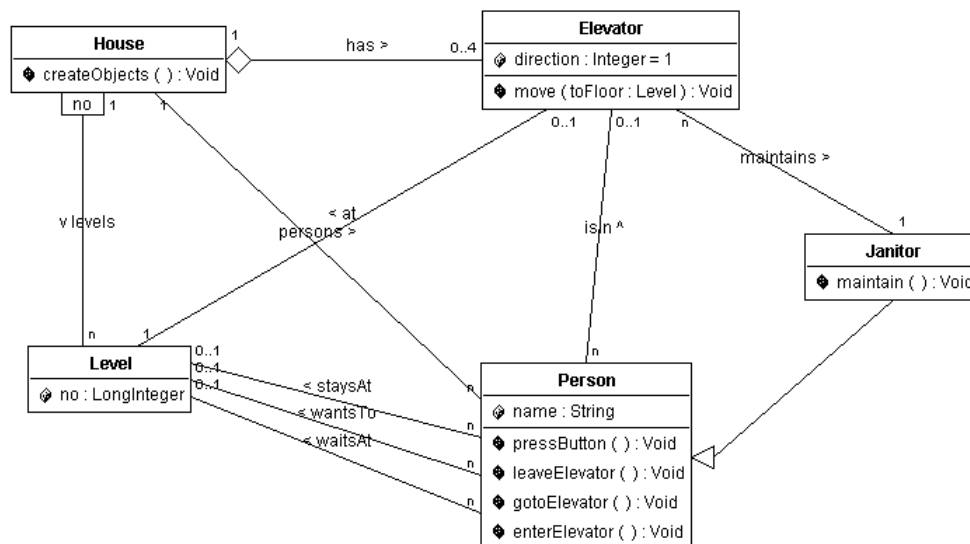 House
createObjects ( ) : Void
no
1
has >
0..4
Elevator
direction : Integer = 1
move ( toFloor : Level ) : Void
1
1
0..1
0..1
n
maintains >
1
v levels
< at
persons >
is n ^
Janitor
maintain ( ) : Void
n
1
Level
no : LongInteger
0..1
0..1
0..1
< staysAt
< wantsTo
< waitsAt
n
n
n
n
n
Person
name : String
pressButton ( ) : Void
leaveElevator ( ) : Void
gotoElevator ( ) : Void
enterElevator ( ) : Void